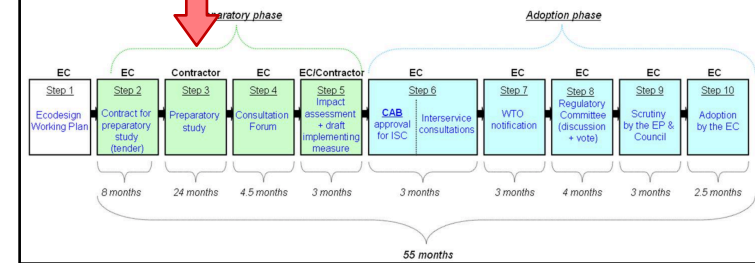 paratory phase
Adoption phase
EC
EC
Contractor
EC
EC/Contractor
EC
EC
EC
EC
EC
Step 1
Ecodesign
Working Plan
Step 2
Contract for
preparatory
study
(tender)
Step 3
Preparatory
study
Step 4
Consultation
Forum
Step 5
Impact
assessment
+ draft
implementing
measure
Step 6
CAB
approval
for ISC
Interservice
consultations
Step 7
WTO
notification
Step 8
Regulatory
Committee
(discussion
+ vote)
Step 9
Scrutiny
by the EP &
Council
Step 10
Adoption
by the EC
8 months
24 months
4.5 months
3 months
3 months
3 months
4 months
3 months
2.5 months
55 months